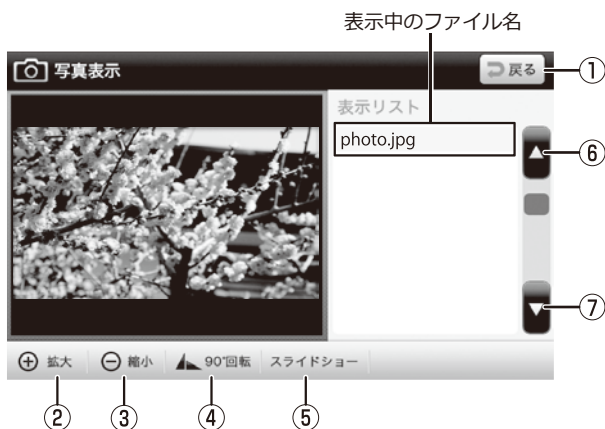 表示中のファイル名
写真表示
戻る
①
表示リスト
photo.jpg
⑥
⑦
拡大
縮小
90°回転
スライドショー
②
③
④
⑤